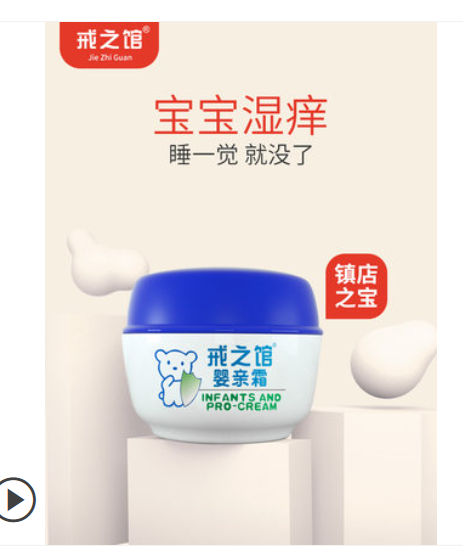 戒之馆®
Jie Zhi Guan
宝宝湿痒
睡一觉 就没了
镇店
之宝
戒之馆®
婴亲霜
INFANTS AND
PRO-CREAM